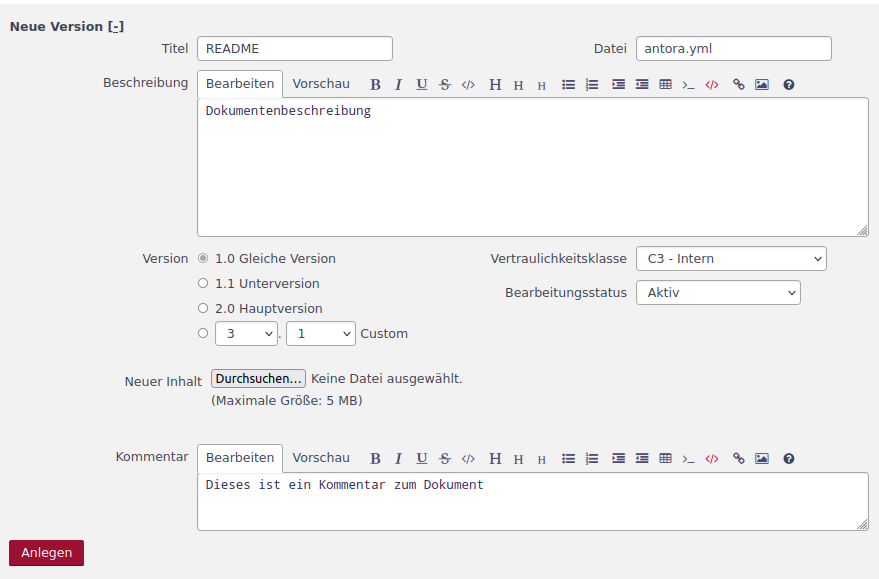 Neue Version [-]
Titel README Datei antora.yml
Beschreibung Bearbeiten Vorschau B I U S </> H H H >_ </> ?
Dokumentenbeschreibung
Version 1.0 Gleiche Version Vertraulichkeitsklasse C3 - Intern
1.1 Unterversion
Bearbeitungsstatus Aktiv
2.0 Hauptversion
3 . 1 Custom
Neuer Inhalt Durchsuchen... Keine Datei ausgewählt.
(Maximale Größe: 5 MB)
Kommentar Bearbeiten Vorschau B I U S </> H H H >_ </> ?
Dieses ist ein Kommentar zum Dokument
Anlegen